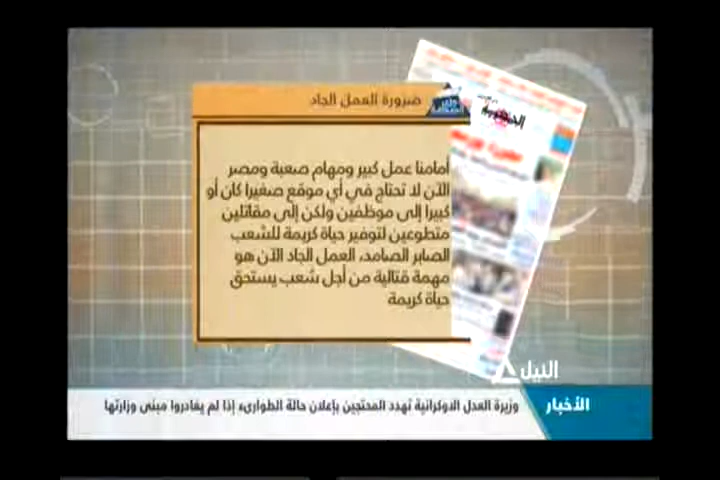 ضرورة العمل الجاد
أمامنا عمل كبير ومهام صعبة ومصر
الآن لا تحتاج في أي موقع صغيرا كان أو
كبيرا إلى موظفين ولكن إلى مقاتلين
متطوعين لتوفير حياة كريمة للشعب
الصابر الصامد، العمل الجاد الآن هو
مهمة قتالية من أجل شعب يستحق
حياة كريمة
النيل
الأخبار
وزيرة العدل الاوكرانية تهدد المحتجين بإعلان حالة الطوارىء إذا لم يغادروا مبنى وزارتها